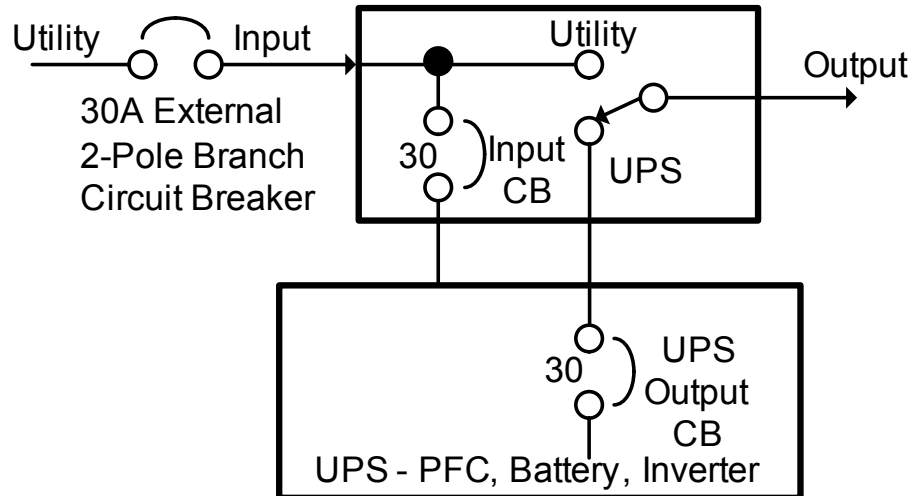 Utility
Input
30A External
2-Pole Branch
Circuit Breaker
Utility
Output
30
Input
CB
UPS
30
UPS
Output
CB
UPS - PFC, Battery, Inverter